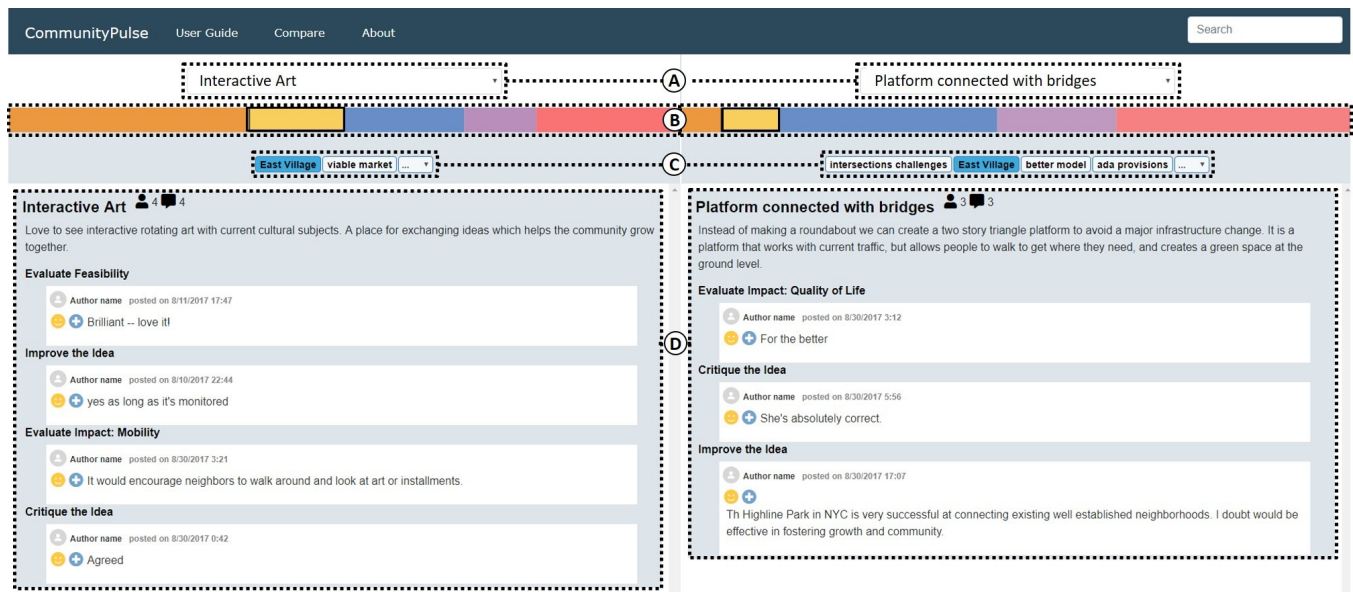 CommunityPulse User Guide Compare About Search
Interactive Art A Platform connected with bridges
B
East Village viable market ... C intersections challenges East Village better model ada provisions ...
Interactive Art 4 4
Love to see interactive rotating art with current cultural subjects. A place for exchanging ideas which helps the community grow
together.
Evaluate Feasibility
Author name posted on 8/11/2017 17:47
Brilliant -- love it!
Improve the Idea
Author name posted on 8/10/2017 22:44
yes as long as it's monitored
Evaluate Impact: Mobility
Author name posted on 8/30/2017 3:21
It would encourage neighbors to walk around and look at art or installments.
Critique the Idea
Author name posted on 8/30/2017 0:42
Agreed
D
Platform connected with bridges 3 3
Instead of making a roundabout we can create a two story triangle platform to avoid a major infrastructure change. It is a
platform that works with current traffic, but allows people to walk to get where they need, and creates a green space at the
ground level.
Evaluate Impact: Quality of Life
Author name posted on 8/30/2017 3:12
For the better
Critique the Idea
Author name posted on 8/30/2017 5:56
She's absolutely correct.
Improve the Idea
Author name posted on 8/30/2017 17:07
Th Highline Park in NYC is very successful at connecting existing well established neighborhoods. I doubt would be
effective in fostering growth and community.